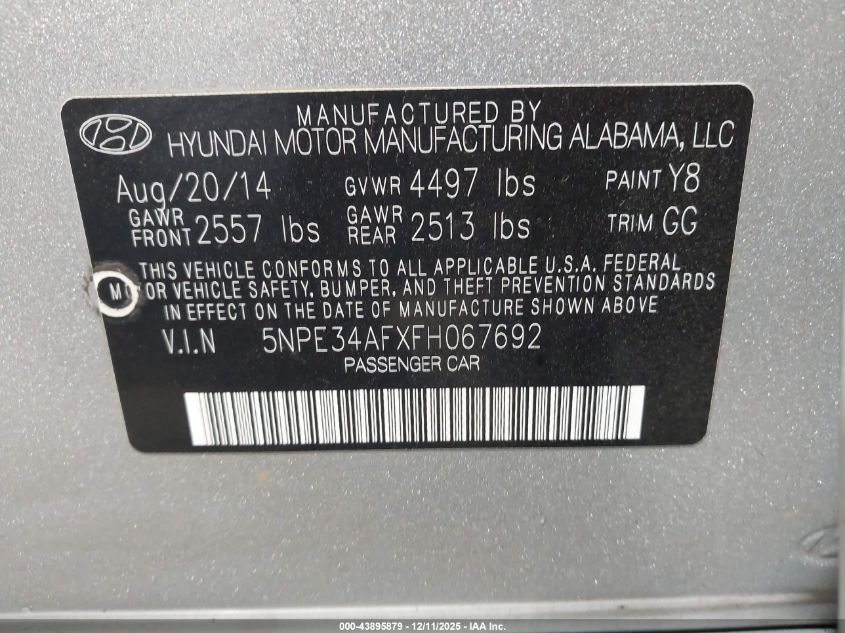 MANUFACTURED BY
HYUNDAI MOTOR MANUFACTURING ALABAMA, LLC
Aug/20/14 GVWR 4497 lbs PAINT Y8
GAWR FRONT 2557 lbs GAWR REAR 2513 lbs TRIM GG
THIS VEHICLE CONFORMS TO ALL APPLICABLE U.S.A. FEDERAL
MOTOR VEHICLE SAFETY, BUMPER, AND THEFT PREVENTION STANDARDS
IN EFFECT ON THE DATE OF MANUFACTURE SHOWN ABOVE
V.I.N 5NPE34AFXFH067692
PASSENGER CAR
000-43895879 - 12/11/2025 - IAA Inc.